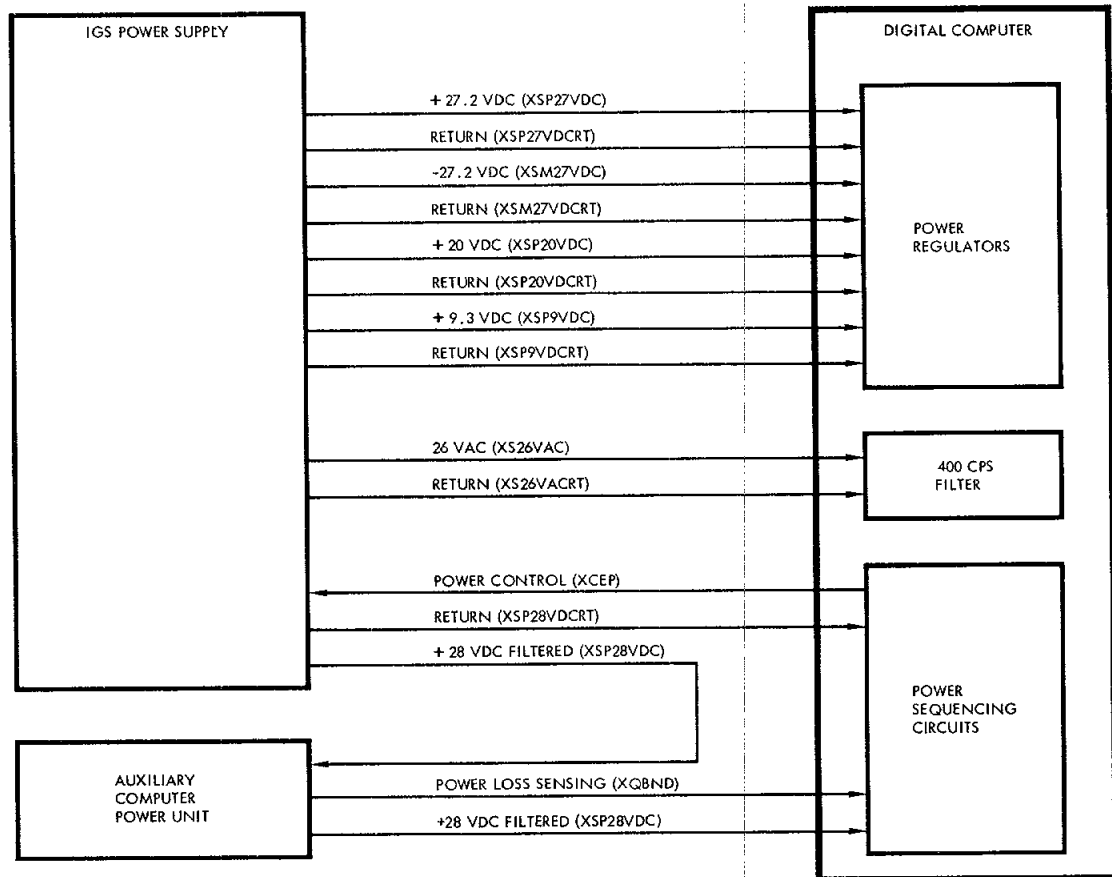 IGS POWER SUPPLY
DIGITAL COMPUTER
+ 27.2 VDC (XSP27VDC)
RETURN (XSP27VDCRT)
-27.2 VDC (XSM27VDC)
RETURN (XSM27VDCRT)
+ 20 VDC (XSP20VDC)
RETURN (XSP20VDCRT)
+ 9.3 VDC (XSP9VDC)
RETURN (XSP9VDCRT)
POWER
REGULATORS
26 VAC (XS26VAC)
RETURN (XS26VACRT)
400 CPS
FILTER
POWER CONTROL (XCEP)
RETURN (XSP28VDCRT)
+ 28 VDC FILTERED (XSP28VDC)
POWER
SEQUENCING
CIRCUITS
AUXILIARY
COMPUTER
POWER UNIT
POWER LOSS SENSING (XQBND)
+28 VDC FILTERED (XSP28VDC)